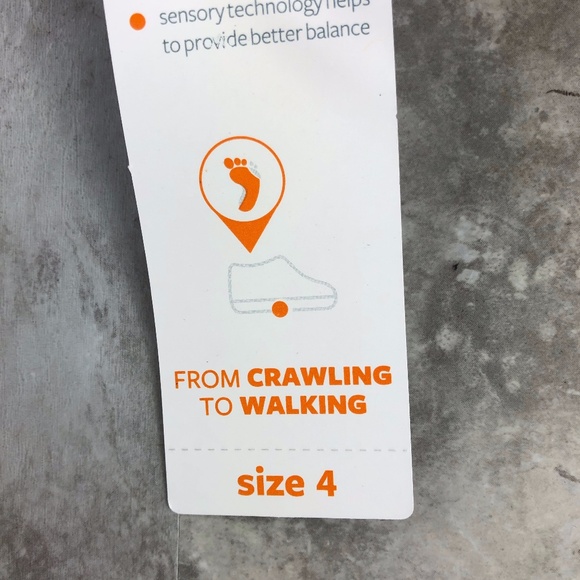 sensory technology helps
to provide better balance
FROM CRAWLING
TO WALKING
size 4